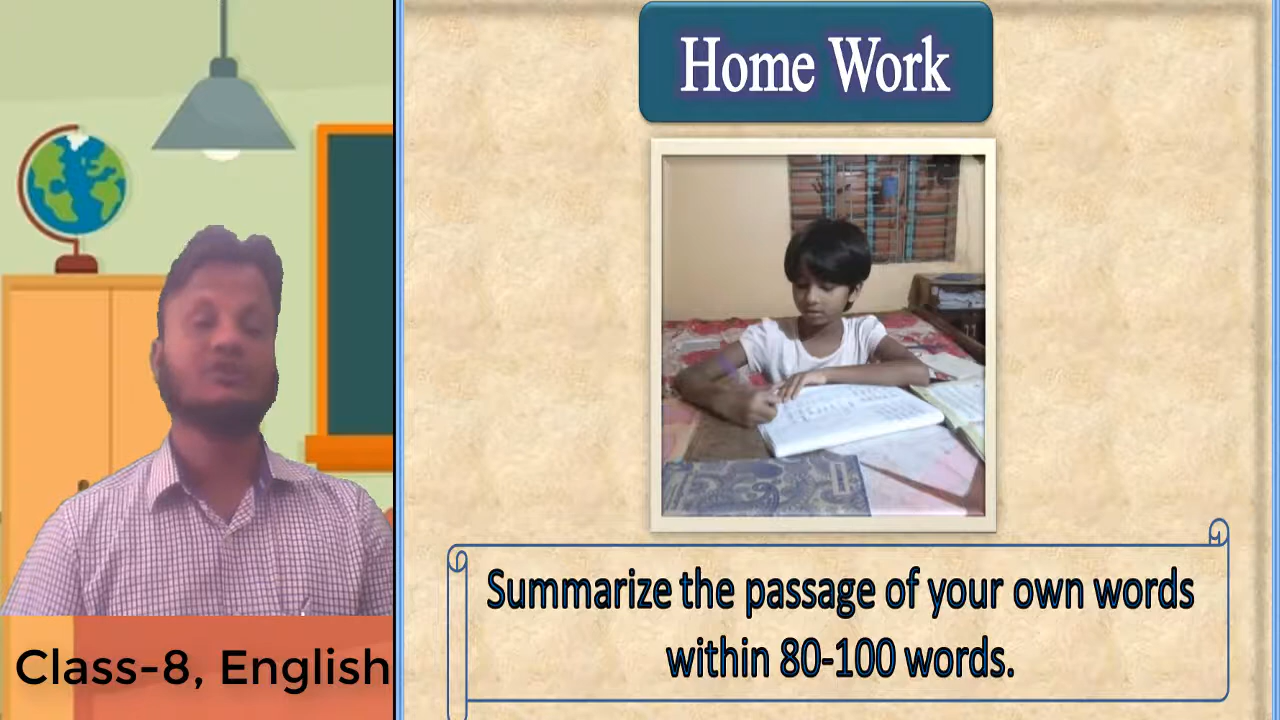 Home Work
Summarize the passage of your own words
within 80-100 words.
Class-8, English